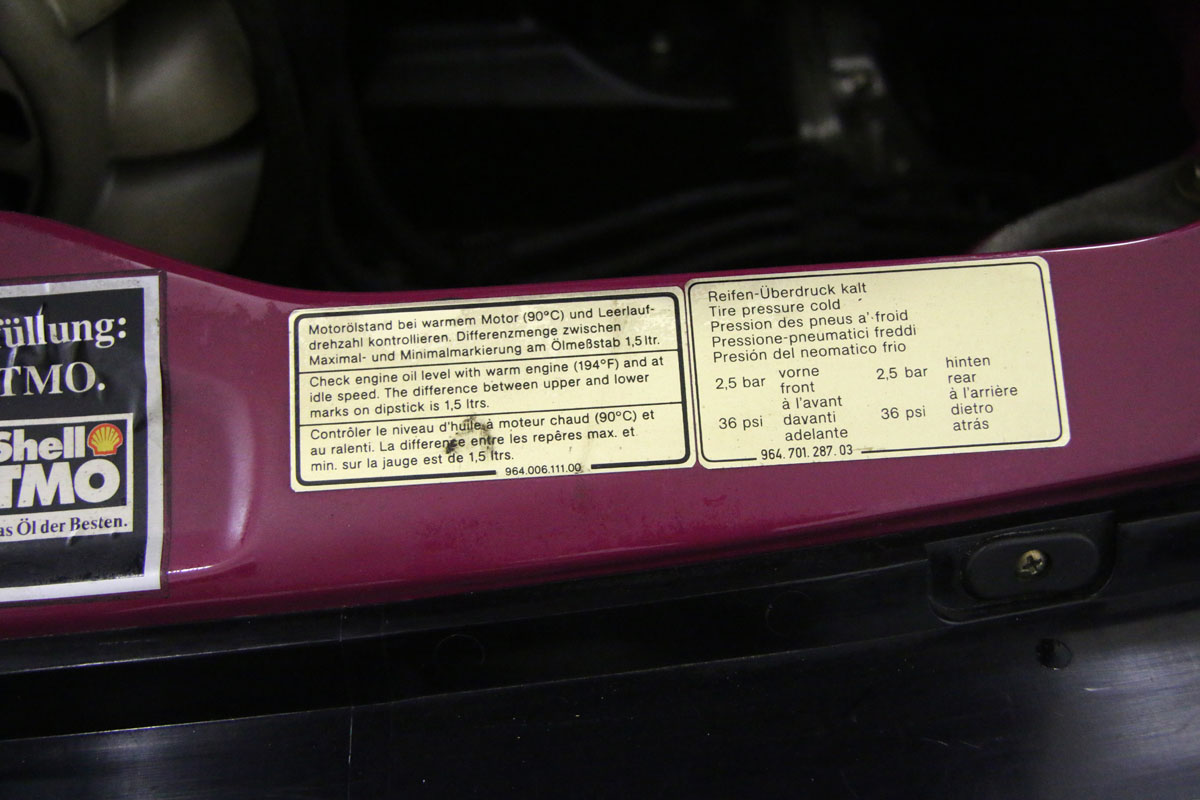 füllung:
TMO.
Shell
TMO
as Öl der Besten.
Motorölstand bei warmem Motor (90°C) und Leerlauf-
drehzahl kontrollieren. Differenzmenge zwischen
Maximal- und Minimalmarkierung am Ölmeßstab 1,5 ltr.
Check engine oil level with warm engine (194°F) and at
idle speed. The difference between upper and lower
marks on dipstick is 1,5 ltrs.
Contrôler le niveau d'huile à moteur chaud (90°C) et
au ralenti. La différence entre les repères max. et
min. sur la jauge est de 1,5 ltrs.
964.006.111.00
Reifen-Überdruck kalt
Tire pressure cold
Pression des pneus a' froid
Pressione-pneumatici freddi
Presión del neomatico frio
2,5 bar vorne 2,5 bar hinten
front rear
à l'avant à l'arrière
36 psi davanti 36 psi dietro
adelante atrás
964.701.287.03